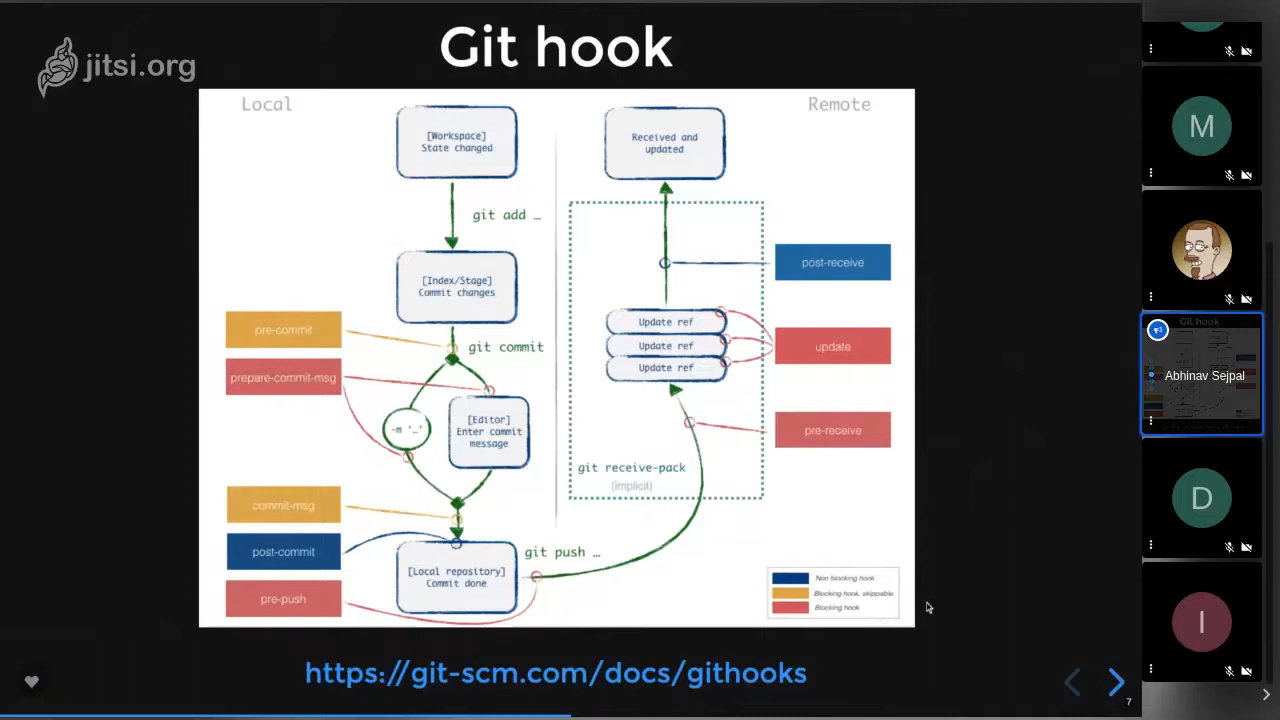 Git hook
jitsi.org
Local
Remote
[Workspace]
State changed
Received and
updated
git add …
post-receive
[Index/Stage]
Commit changes
Update ref
Update ref
Update ref
update
pre-commit
git commit
prepare-commit-msg
-m '_'
[Editor]
Enter commit
message
pre-receive
git receive-pack
(implicit)
commit-msg
post-commit
git push …
[Local repository]
Commit done
pre-push
Non blocking hook
Blocking hook, skippable
Blocking hook
https://git-scm.com/docs/githooks
7
M
Git hook
Abhinav Sejpal
D
I